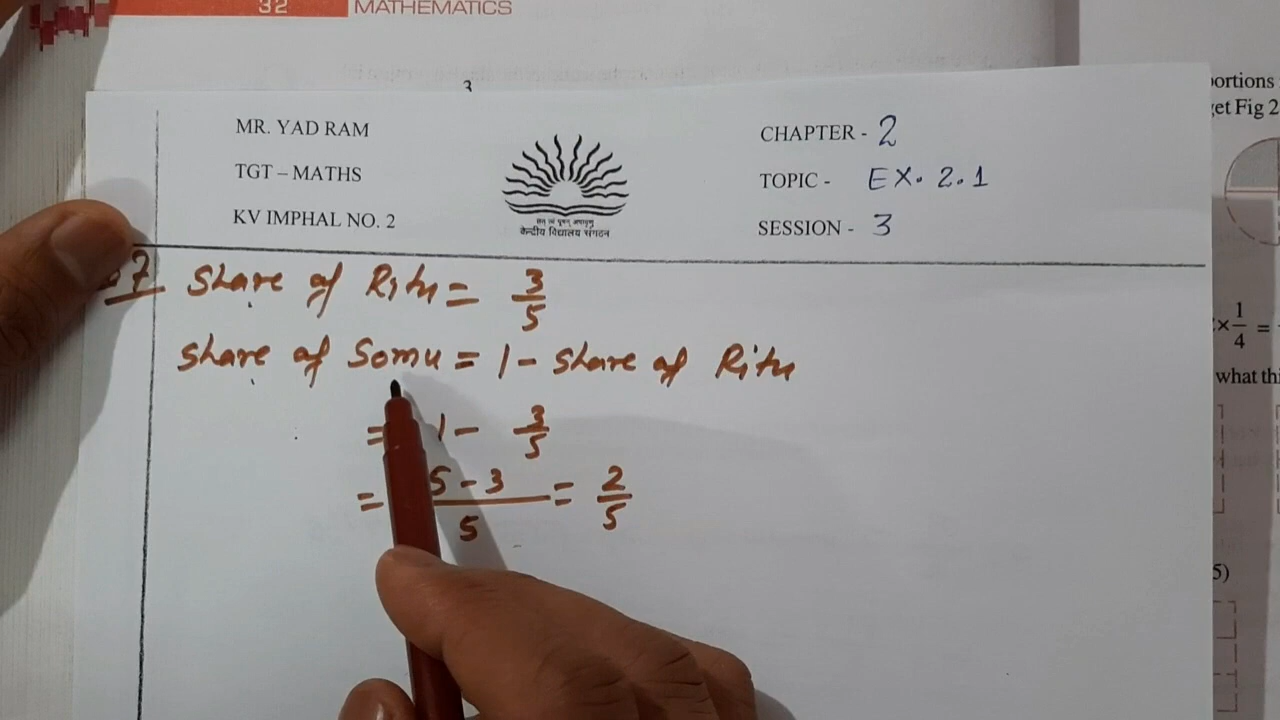 32 MATHEMATICS
3
MR. YAD RAM
TGT – MATHS
KV IMPHAL NO. 2
केन्द्रीय विद्यालय संगठन
CHAPTER - 2
TOPIC - EX. 2.1
SESSION - 3
7 Share of Ritu = 3/5
Share of Somu = 1 - Share of Ritu
= 1 - 3/5
= 5 - 3/5 = 2/5
portions
get Fig 2
× 1/4 =
what thi
5)